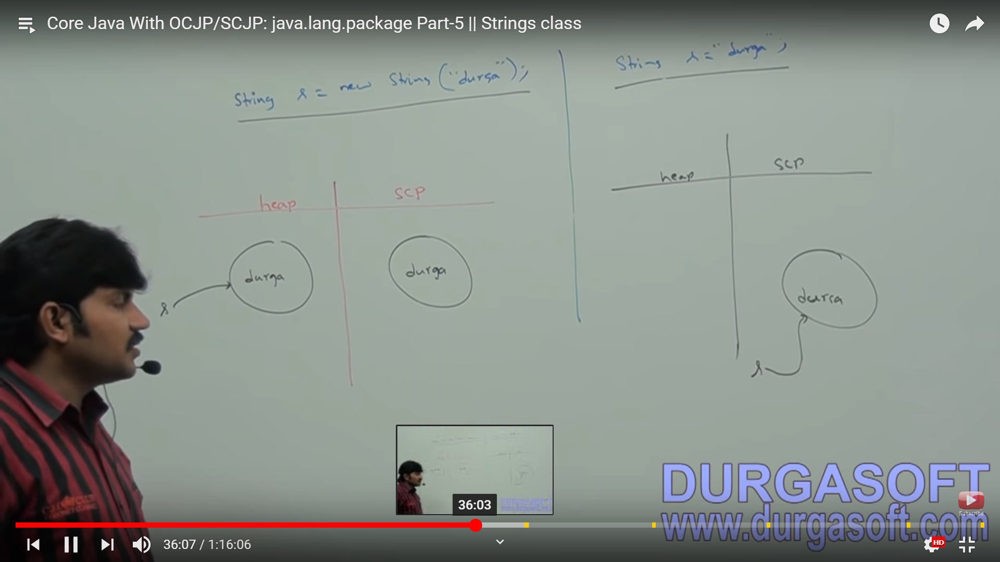 Core Java With OCJP/SCJP: java.lang.package Part-5 || Strings class
String s = new String ("durga");
String s = "durga";
heap
SCP
durga
durga
s
heap
SCP
durga
s
36:03
DURGASOFT
www.durgasoft.com
Subscribe
36:07 / 1:16:06
HD